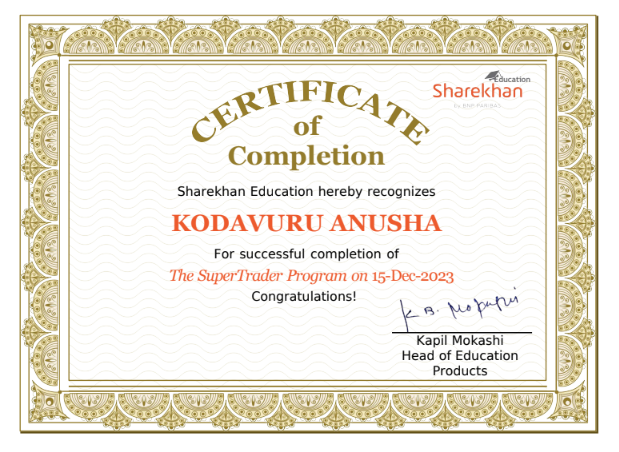 Education
Sharekhan
by BNP PARIBAS
CERTIFICATE
of
Completion
Sharekhan Education hereby recognizes
KODAVURU ANUSHA
For successful completion of
The SuperTrader Program on 15-Dec-2023
Congratulations!
K B. Mokashi
Kapil Mokashi
Head of Education
Products